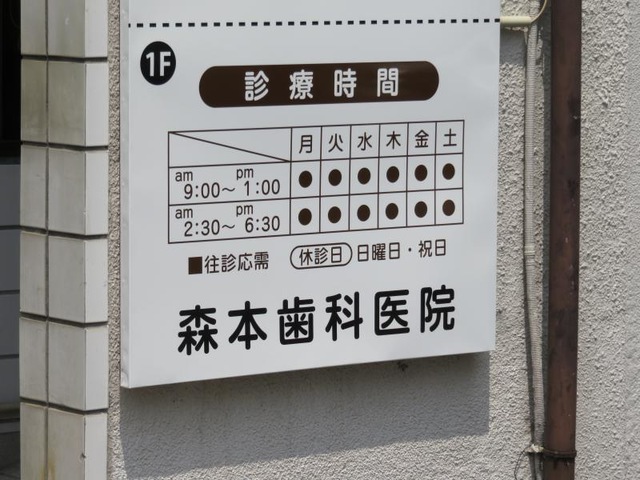 1F
診療時間
月 火 水 木 金 土
am pm
9:00〜 1:00 ● ● ● ● ● ●
am pm
2:30〜 6:30 ● ● ● ● ● ●
■往診応需 休診日 日曜日・祝日
森本歯科医院